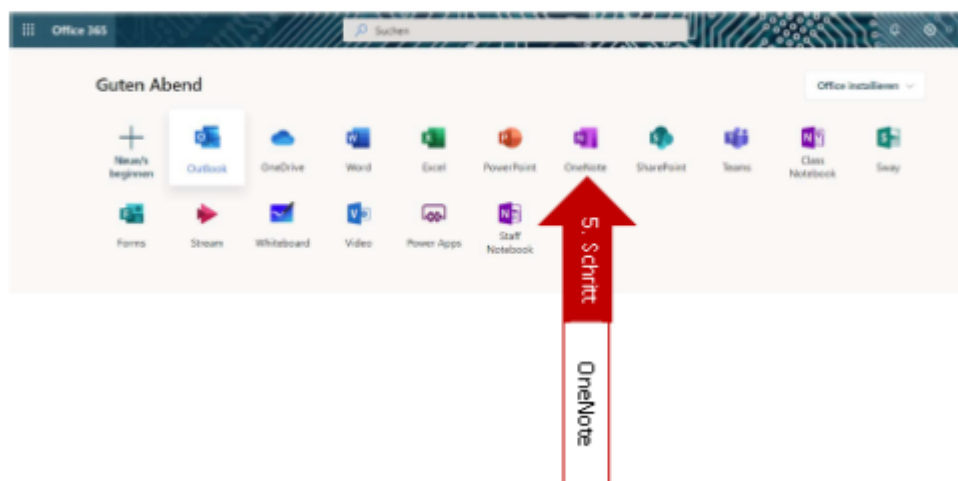 Office 365
Suchen
Guten Abend
Office installieren
Neue/s
beginnen
Outlook
OneDrive
Word
Excel
PowerPoint
OneNote
SharePoint
Teams
Class
Notebook
Sway
Forms
Stream
Whiteboard
Video
Power Apps
Staff
Notebook
5. Schritt
OneNote